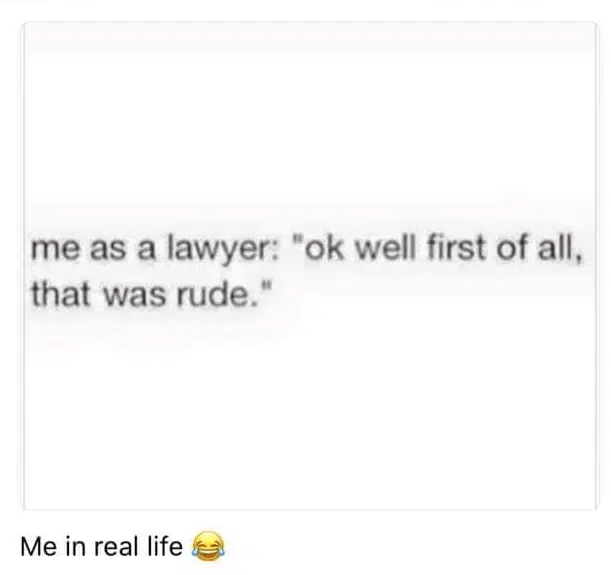 me as a lawyer: "ok well first of all,
that was rude."
Me in real life 😂